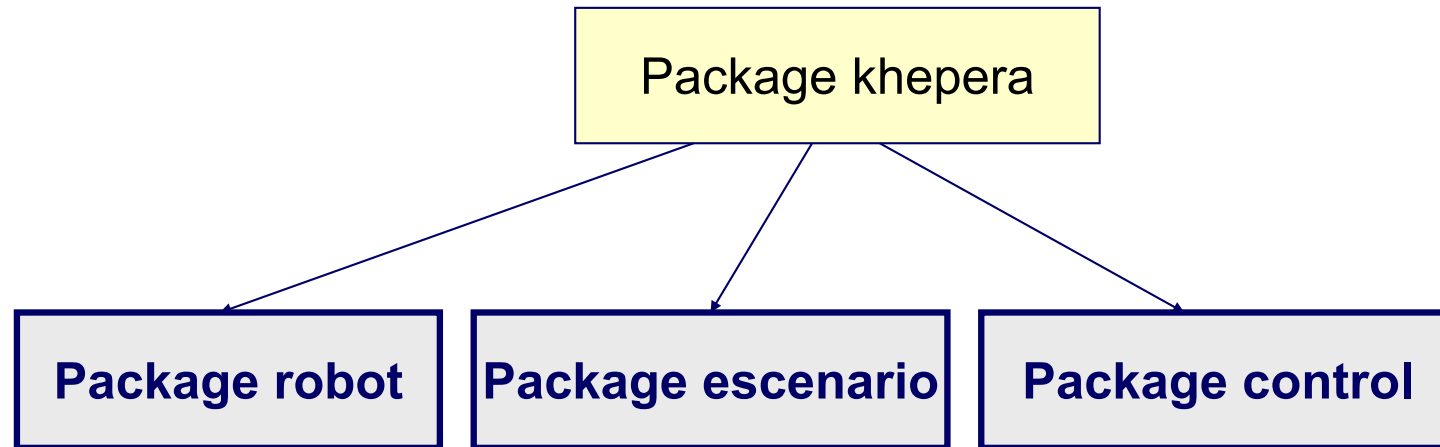 Package khepera
Package robot
Package escenario
Package control